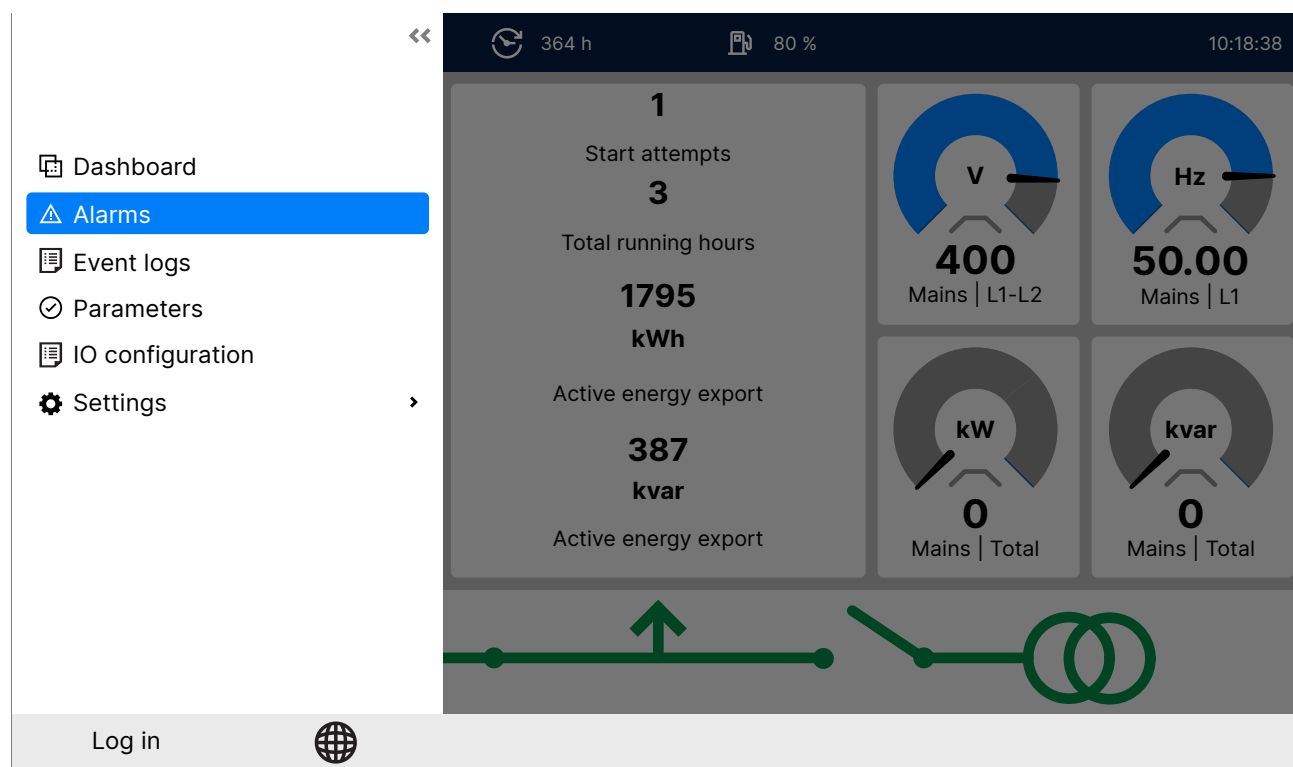 364 h
80 %
10:18:38
Dashboard
Alarms
Event logs
Parameters
IO configuration
Settings
1
Start attempts
3
Total running hours
1795
kWh
Active energy export
387
kvar
Active energy export
V
400
Mains | L1-L2
Hz
50.00
Mains | L1
kW
0
Mains | Total
kvar
0
Mains | Total
Log in